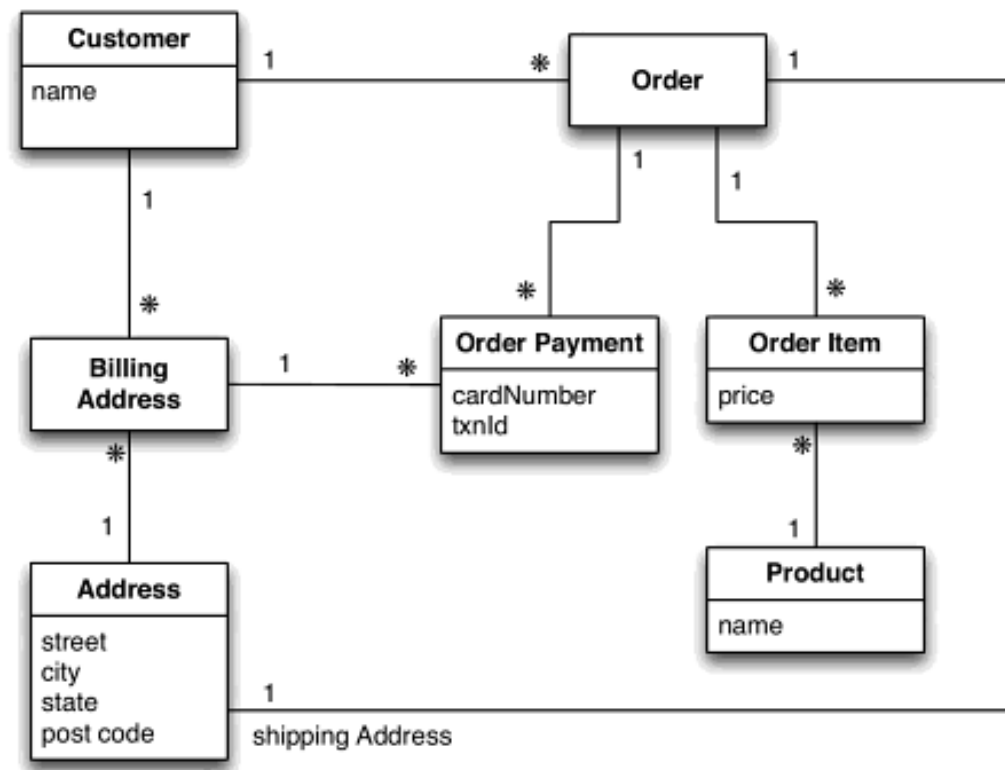 Customer
name
1
*
Order
1
1
1
1
*
*
*
Billing
Address
1
*
Order Payment
cardNumber
txnId
Order Item
price
*
*
1
1
Address
street
city
state
post code
Product
name
1
shipping Address